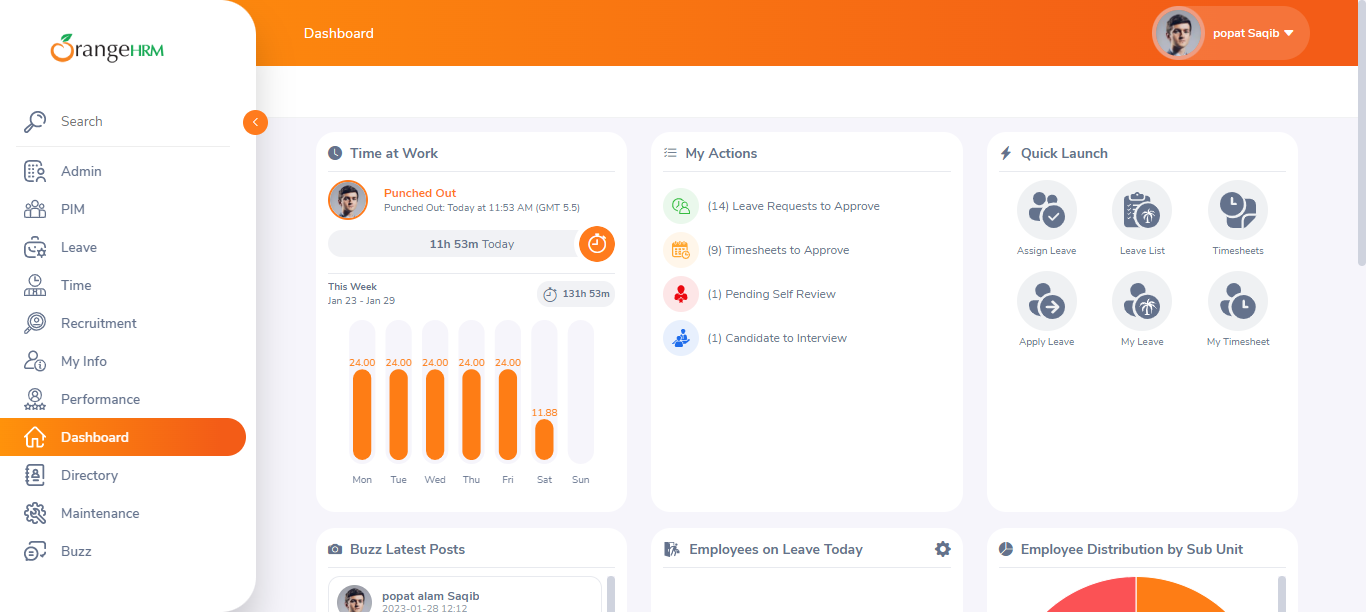 OrangeHRM
Search
Admin
PIM
Leave
Time
Recruitment
My Info
Performance
Dashboard
Directory
Maintenance
Buzz
Dashboard
popat Saqib
Time at Work
Punched Out
Punched Out: Today at 11:53 AM (GMT 5.5)
11h 53m Today
This Week
Jan 23 - Jan 29
131h 53m
24.00 24.00 24.00 24.00 24.00
11.88
Mon Tue Wed Thu Fri Sat Sun
My Actions
(14) Leave Requests to Approve
(9) Timesheets to Approve
(1) Pending Self Review
(1) Candidate to Interview
Quick Launch
Assign Leave Leave List Timesheets
Apply Leave My Leave My Timesheet
Buzz Latest Posts
popat alam Saqib
2023-01-28 12:12
Employees on Leave Today
Employee Distribution by Sub Unit